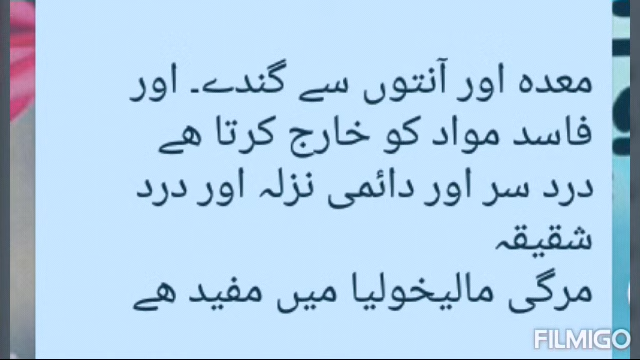 معدہ اور آنتوں سے گندے۔ اور
فاسد مواد کو خارج کرتا ھے
درد سر اور دائمی نزلہ اور درد
شقیقہ
مرگی مالیخولیا میں مفید ھے
FILMIGO